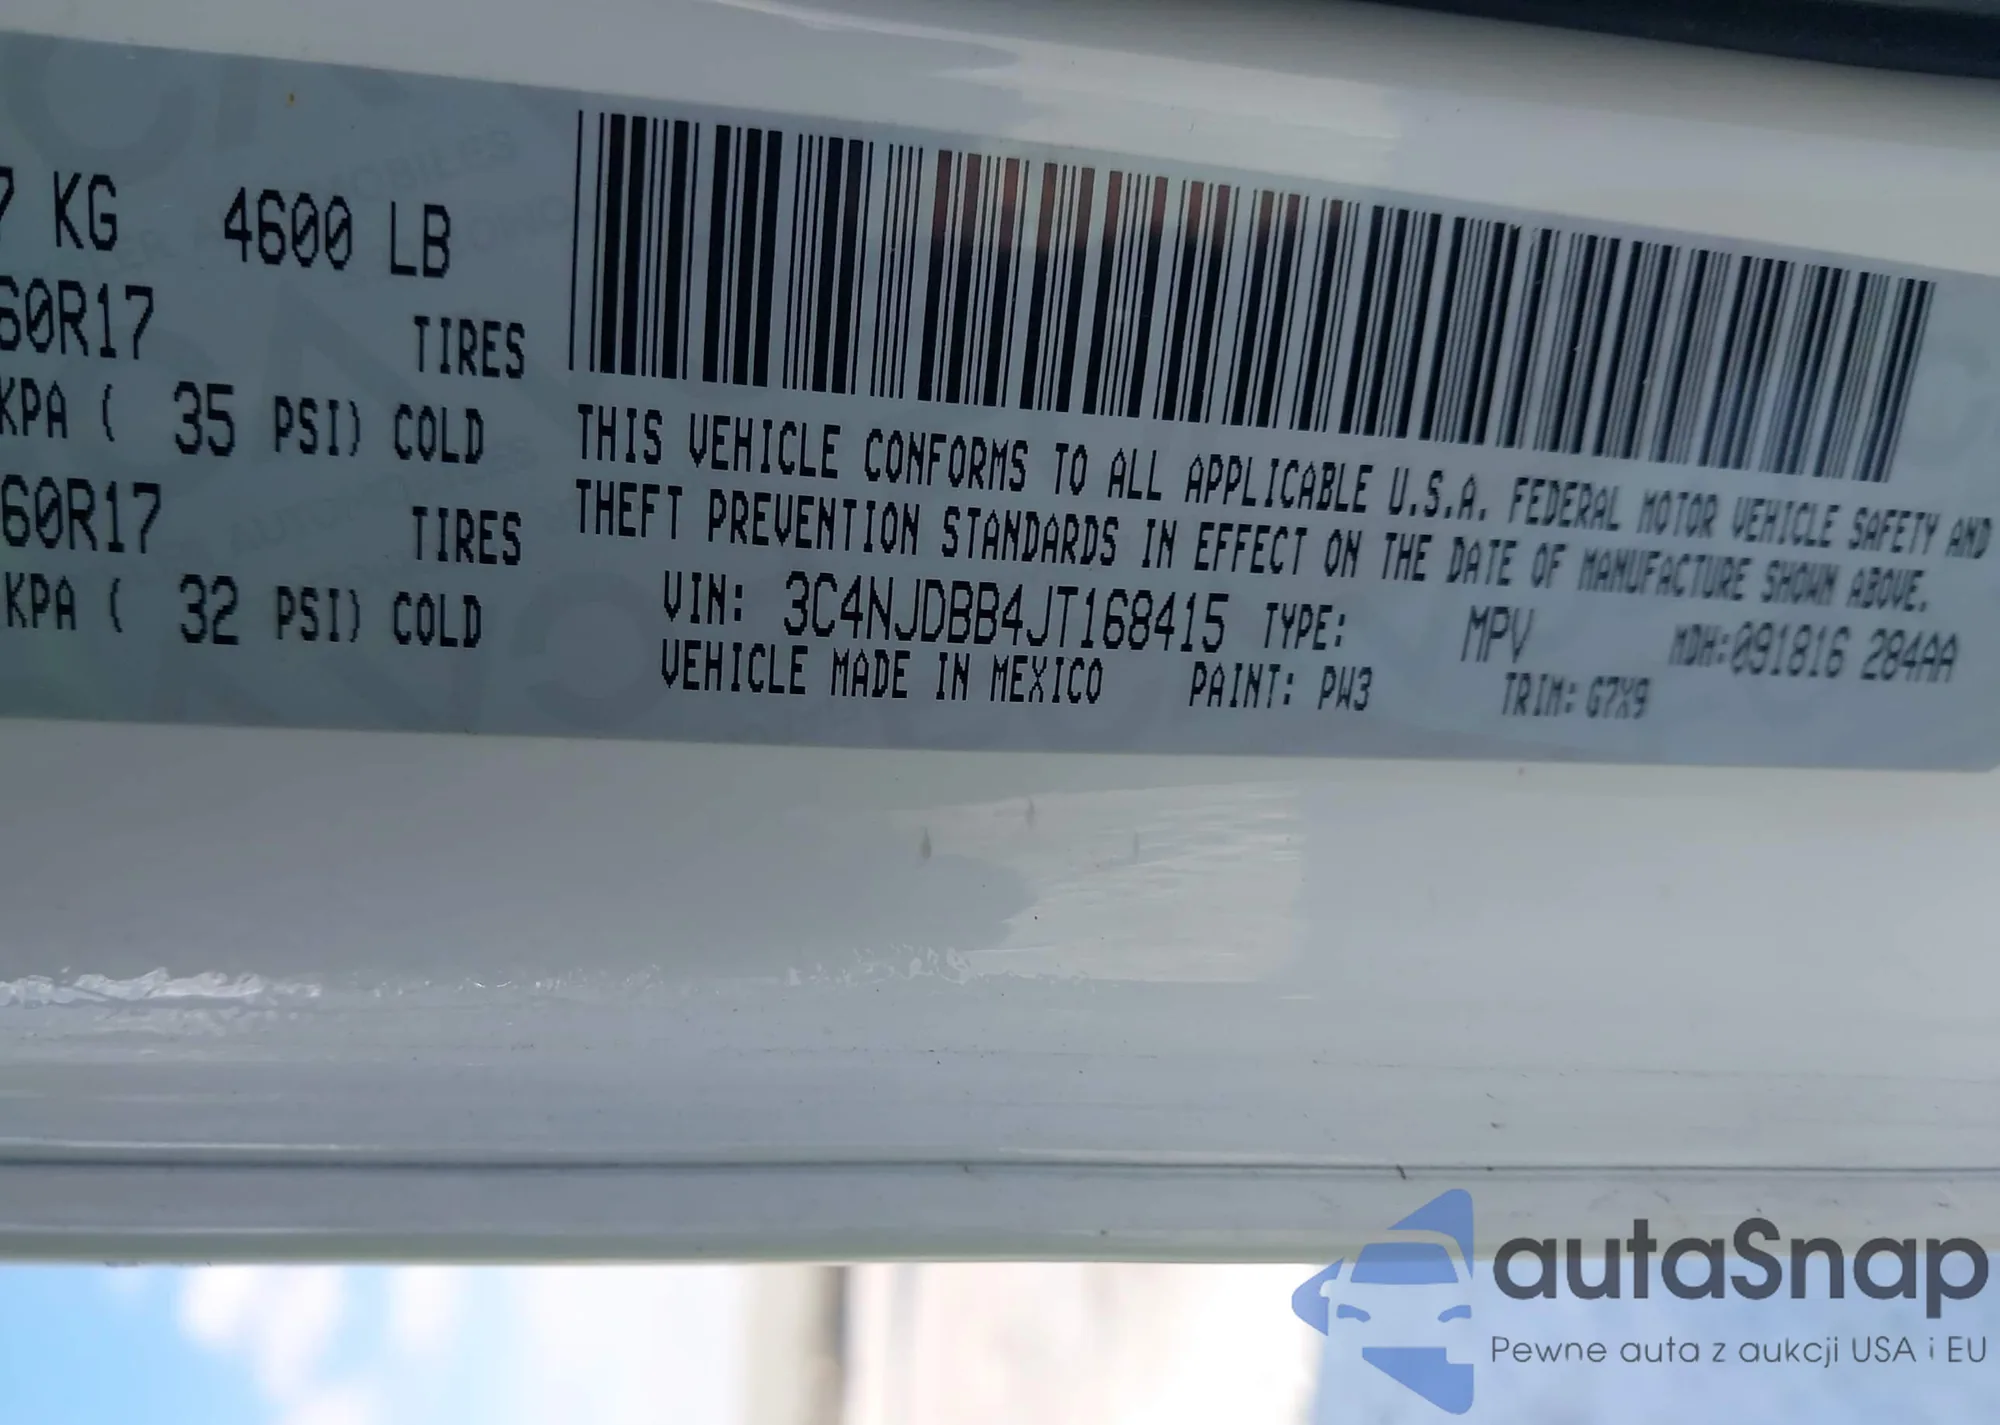 7 KG 4600 LB
60R17 TIRES
KPA ( 35 PSI) COLD
60R17 TIRES
KPA ( 32 PSI) COLD
THIS VEHICLE CONFORMS TO ALL APPLICABLE U.S.A. FEDERAL MOTOR VEHICLE SAFETY AND
THEFT PREVENTION STANDARDS IN EFFECT ON THE DATE OF MANUFACTURE SHOWN ABOVE.
VIN: 3C4NJDBB4JT168415 TYPE: MPV MDH:091816 284AA
VEHICLE MADE IN MEXICO PAINT: PW3 TRIM: G7X9
autaSnap
Pewne auta z aukcji USA i EU